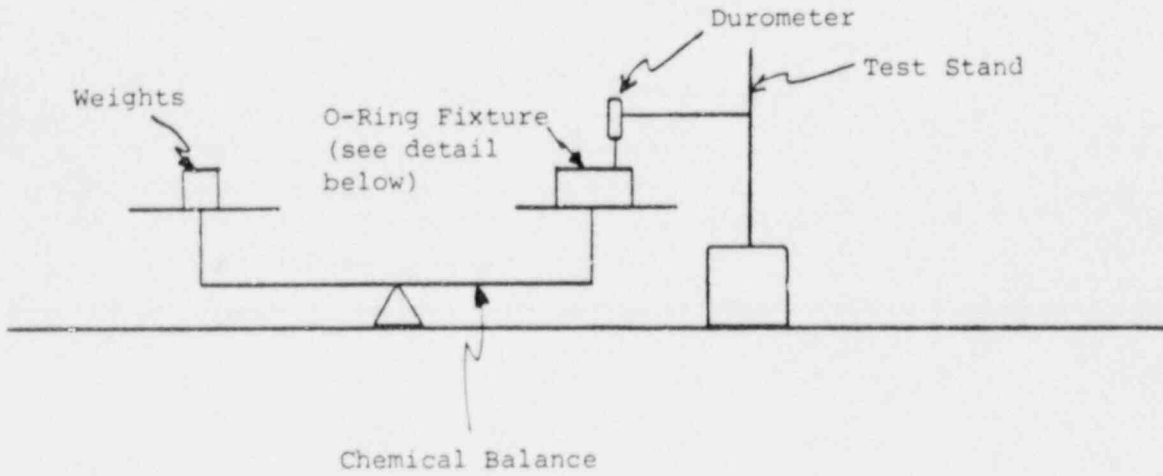 Durometer
Test Stand
Weights
O-Ring Fixture
(see detail
below)
Chemical Balance